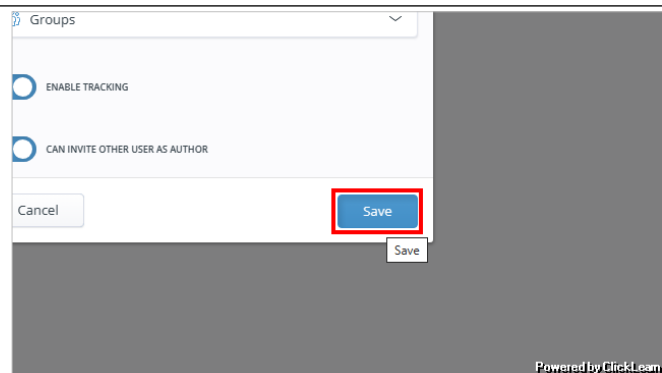 Groups
ENABLE TRACKING
CAN INVITE OTHER USER AS AUTHOR
Cancel
Save
Save
Powered by ClickLearn